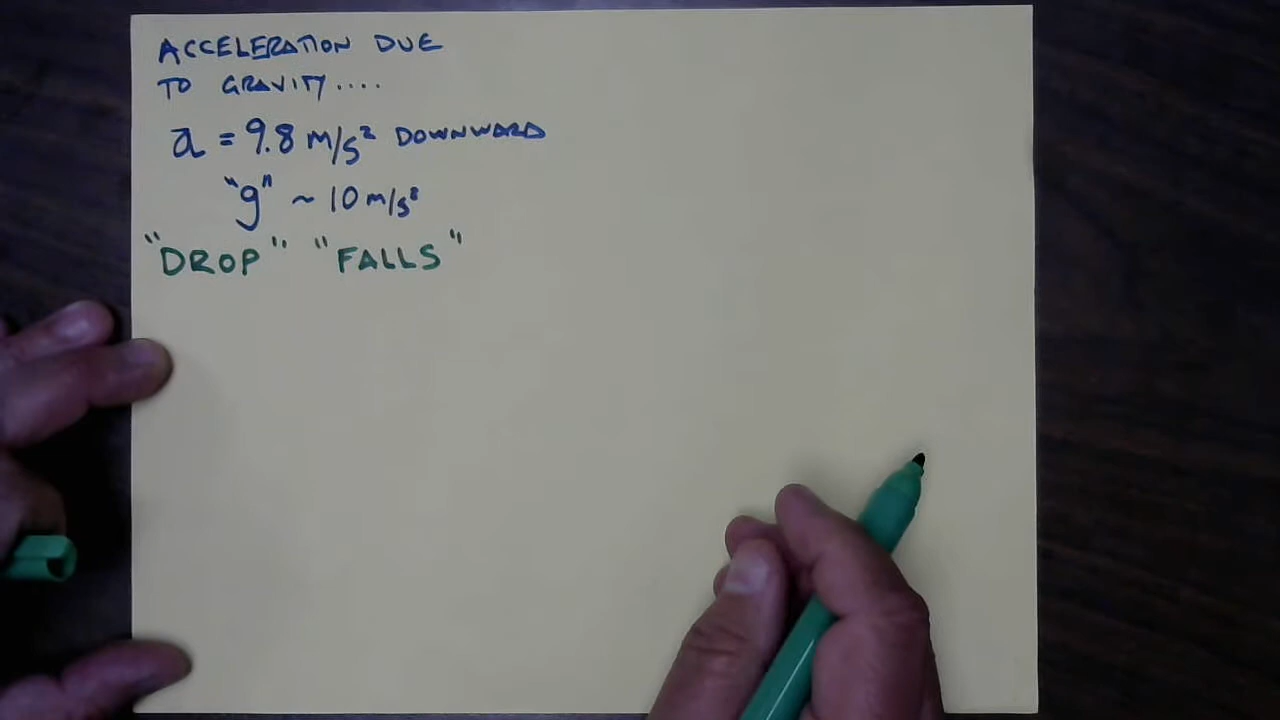 ACCELERATION DUE
TO GRAVITY....
a = 9.8 m/s² DOWNWARD
"g" ~ 10 m/s²
"DROP" "FALLS"